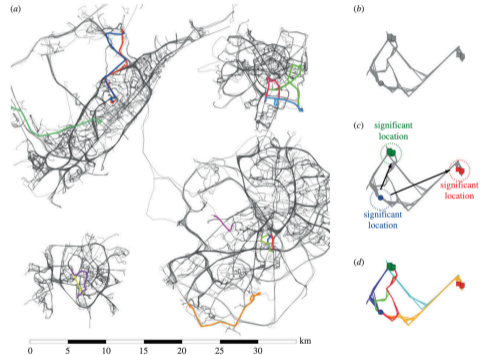 (a)
(b)
(c)
significant
location
significant
location
significant
location
(d)
km
0 5 10 15 20 25 30